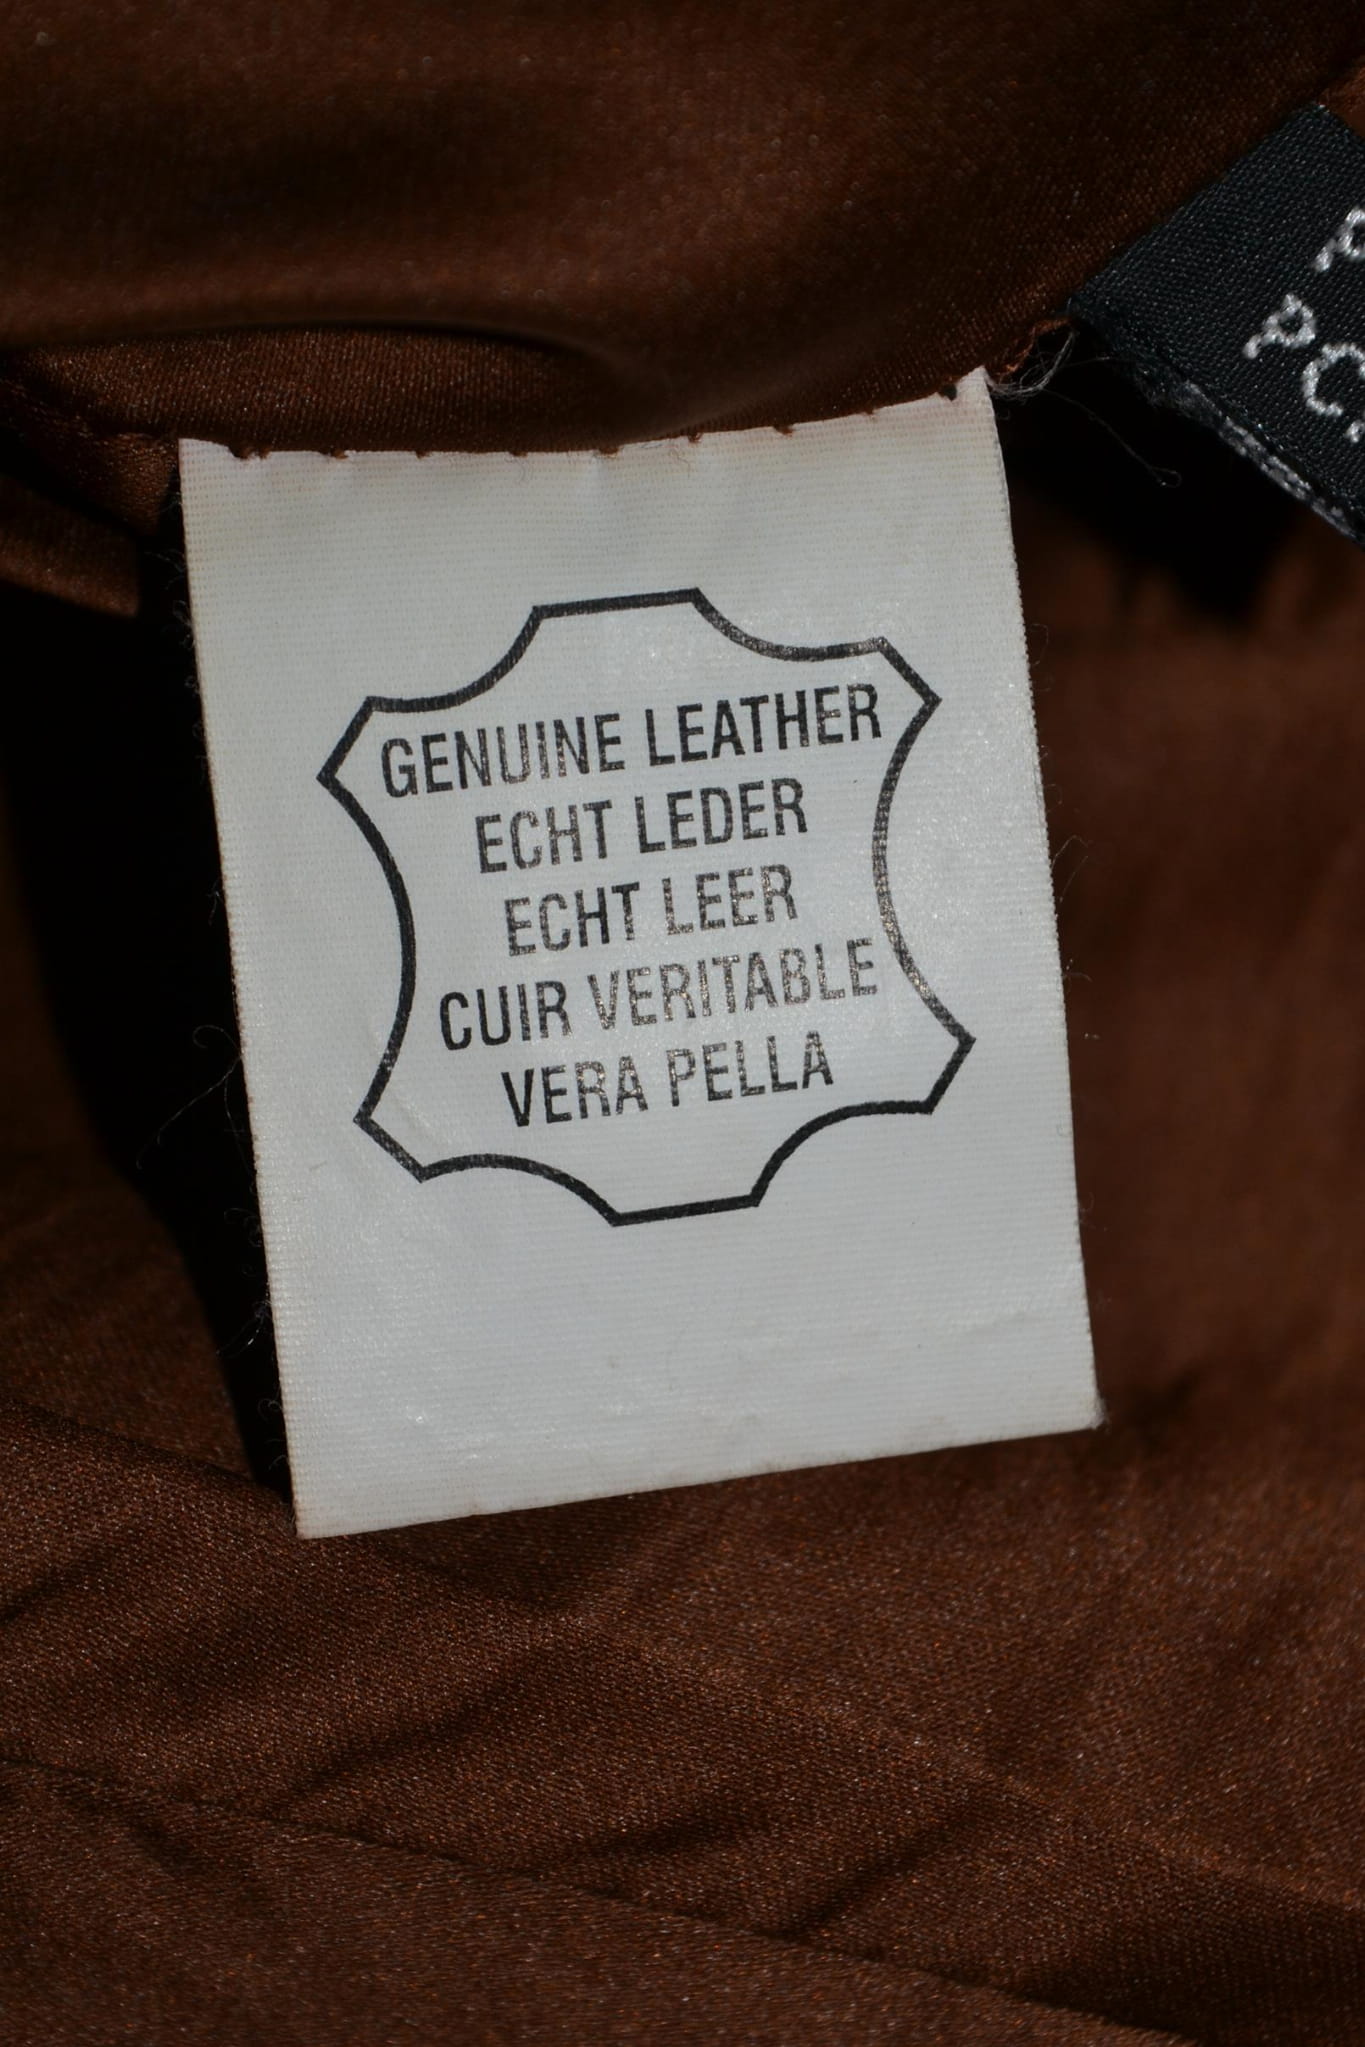 GENUINE LEATHER
ECHT LEDER
ECHT LEER
CUIR VERITABLE
VERA PELLA